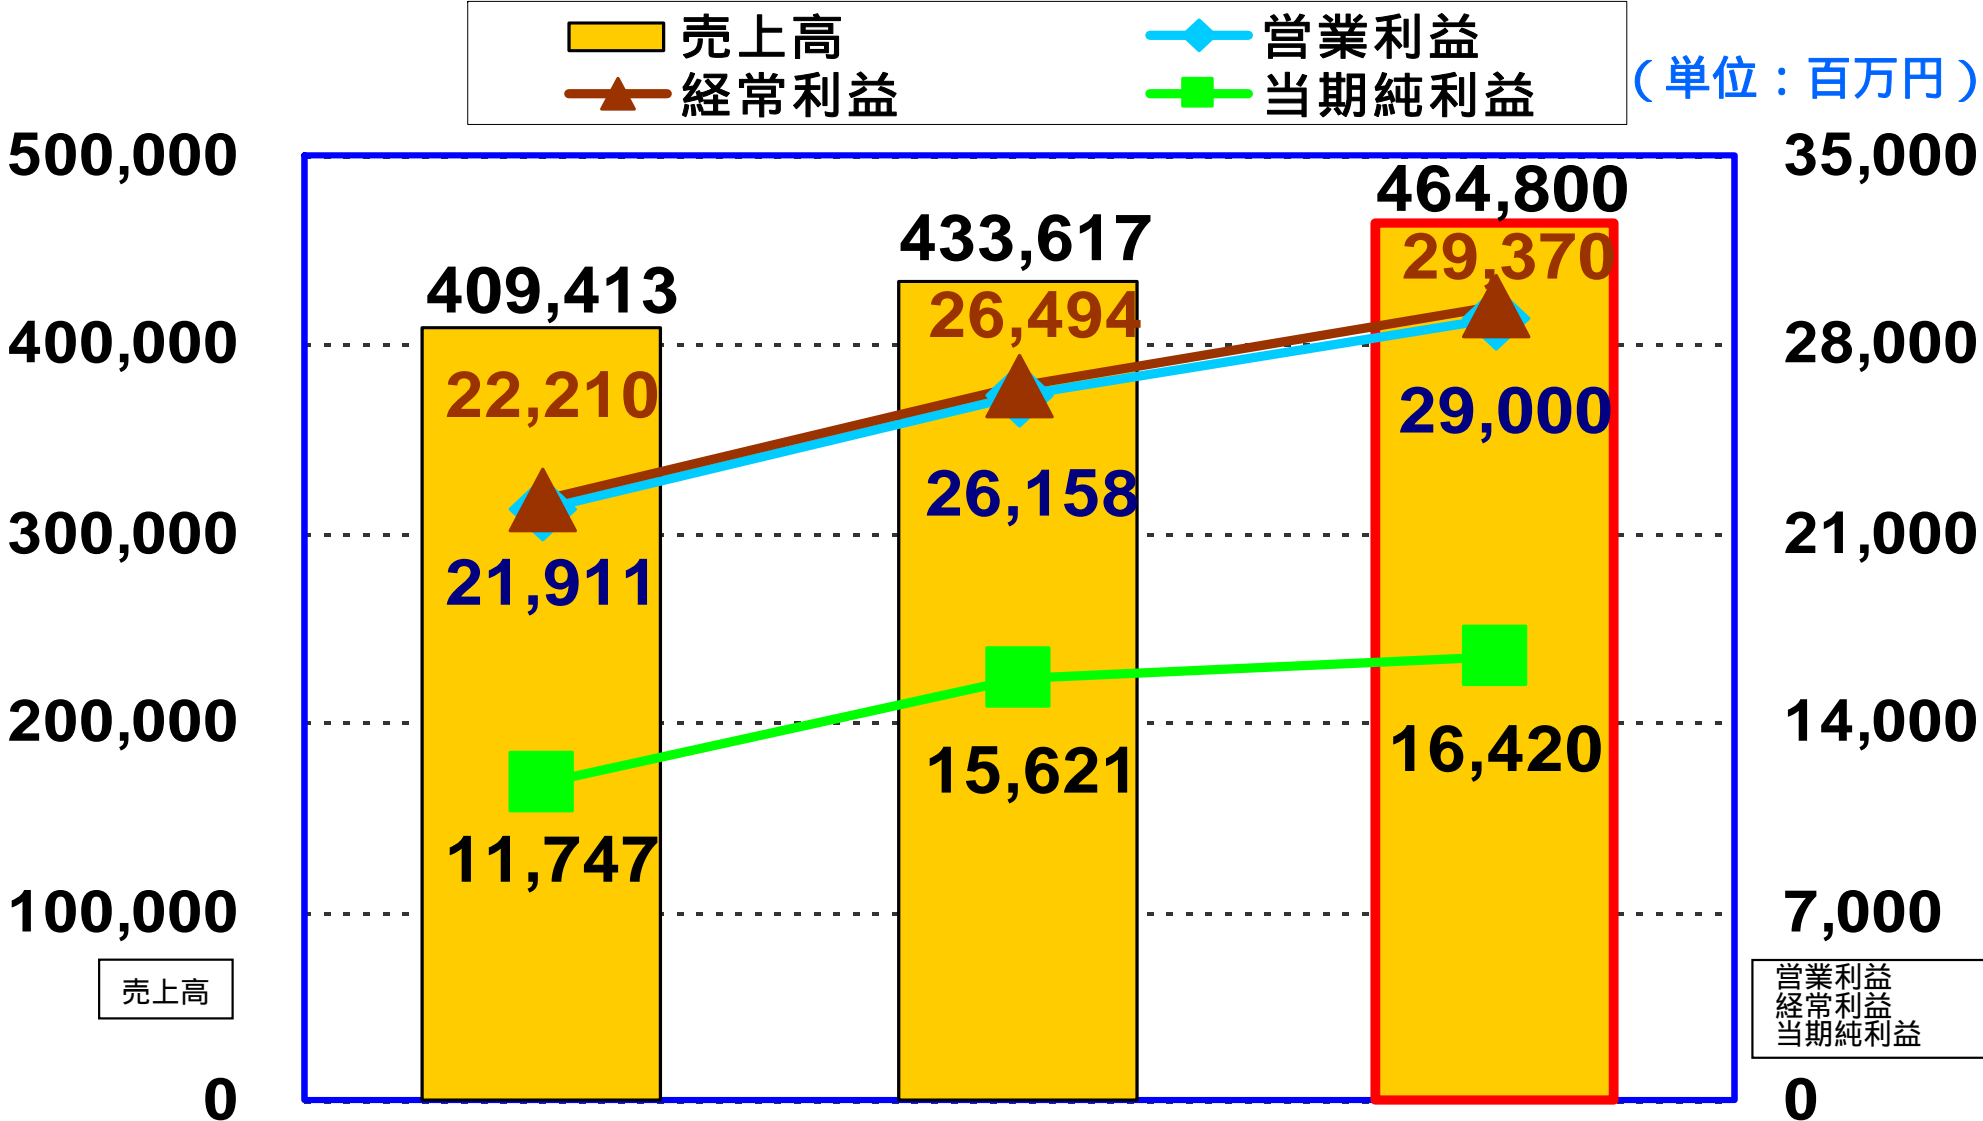 売上高 営業利益
経常利益 当期純利益
（単位：百万円）
500,000 35,000
464,800
433,617
29,370
409,413
26,494
400,000 28,000
22,210
29,000
26,158
300,000 21,000
21,911
200,000 14,000
16,420
15,621
11,747
100,000 7,000
売上高
営業利益
経常利益
当期純利益
0 0